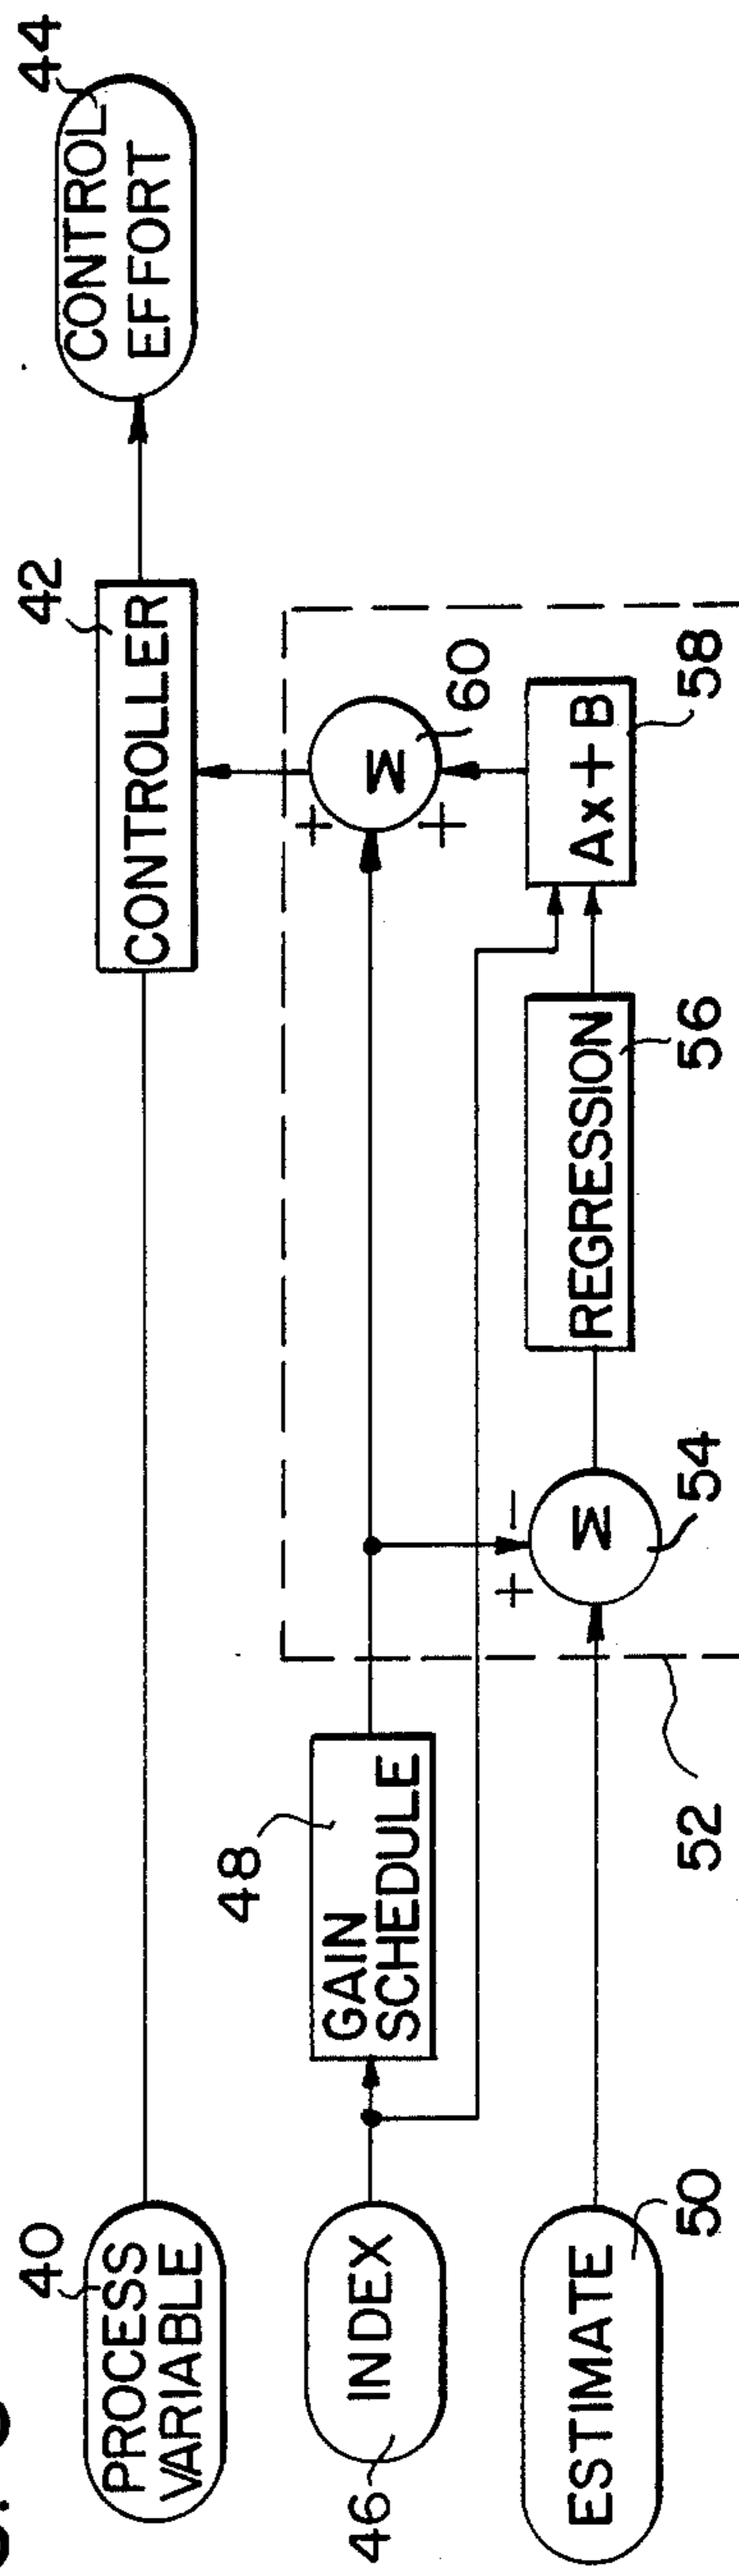 40
PROCESS
VARIABLE
42
CONTROLLER
44
CONTROL
EFFORT
46
INDEX
48
GAIN
SCHEDULE
+
Σ
+
60
50
ESTIMATE
52
+
−
Σ
54
REGRESSION
56
Ax+B
58